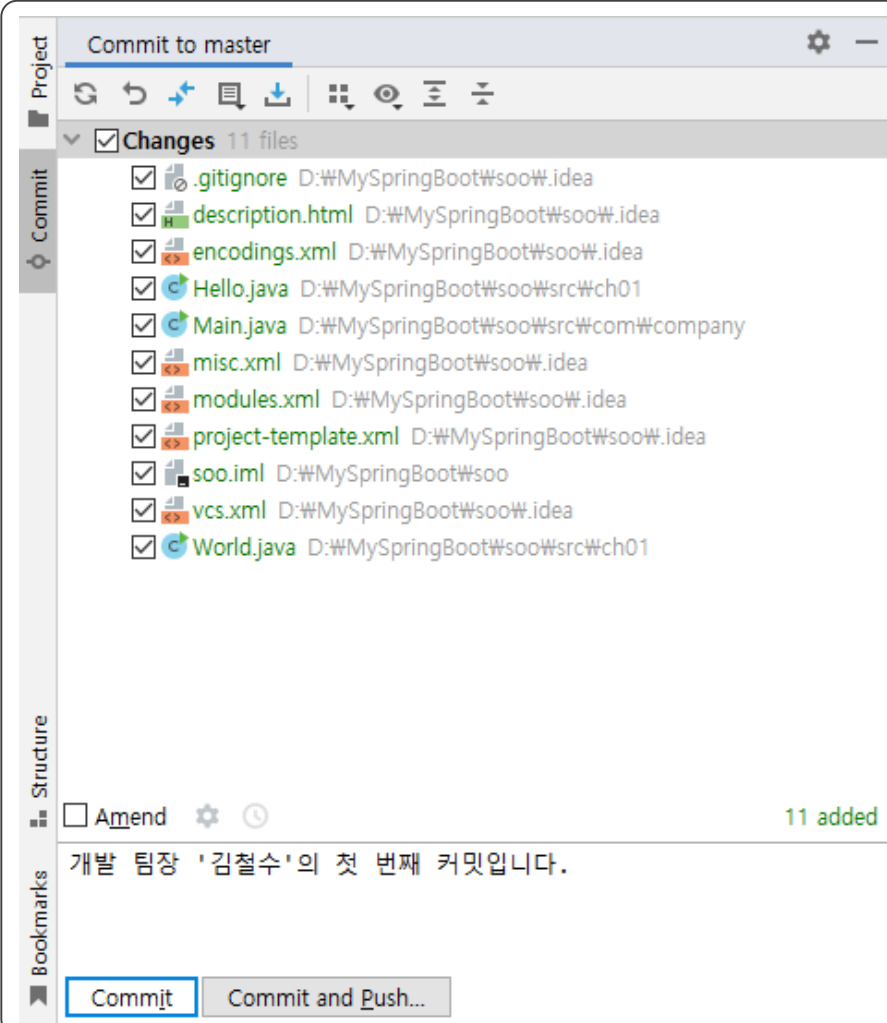 Project
Commit
Structure
Bookmarks
Commit to master
Changes 11 files
.gitignore D:₩MySpringBoot₩soo₩.idea
description.html D:₩MySpringBoot₩soo₩.idea
encodings.xml D:₩MySpringBoot₩soo₩.idea
Hello.java D:₩MySpringBoot₩soo₩src₩ch01
Main.java D:₩MySpringBoot₩soo₩src₩com₩company
misc.xml D:₩MySpringBoot₩soo₩.idea
modules.xml D:₩MySpringBoot₩soo₩.idea
project-template.xml D:₩MySpringBoot₩soo₩.idea
soo.iml D:₩MySpringBoot₩soo
vcs.xml D:₩MySpringBoot₩soo₩.idea
World.java D:₩MySpringBoot₩soo₩src₩ch01
Amend 11 added
개발 팀장 '김철수'의 첫 번째 커밋입니다.
Commit Commit and Push...